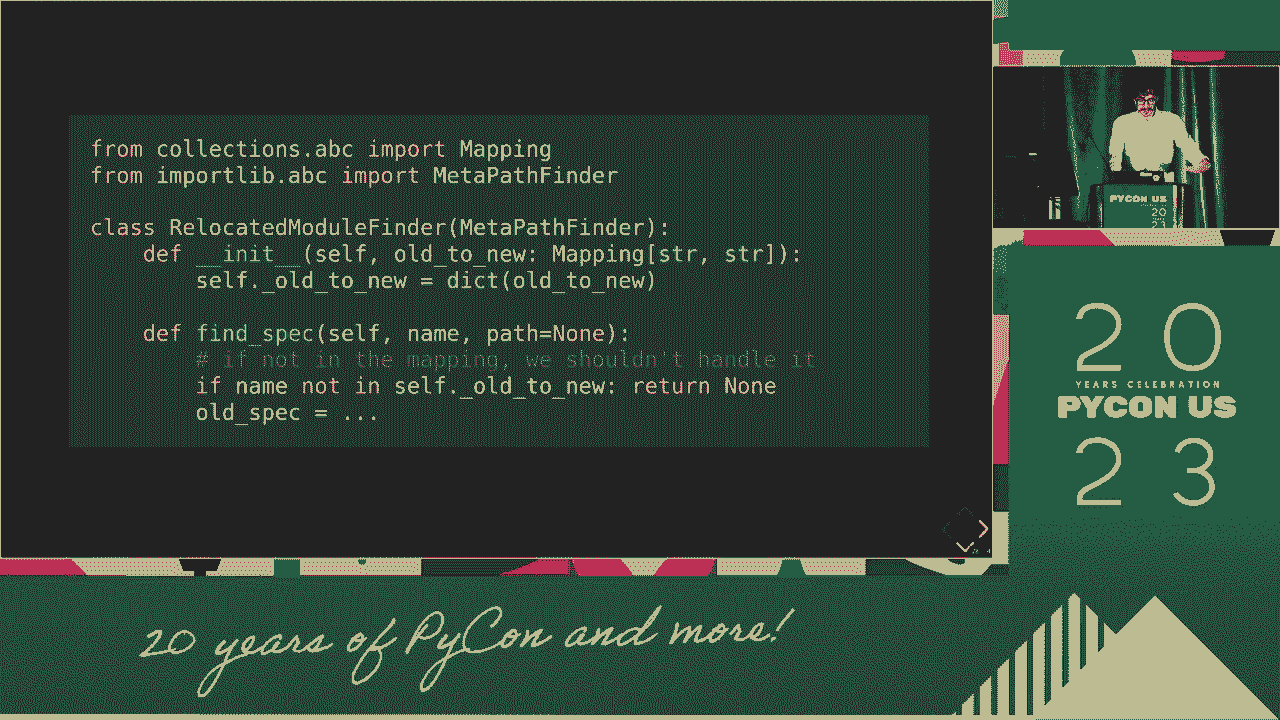 from collections.abc import Mapping
from importlib.abc import MetaPathFinder
class RelocatedModuleFinder(MetaPathFinder):
    def __init__(self, old_to_new: Mapping[str, str]):
        self._old_to_new = dict(old_to_new)
    def find_spec(self, name, path=None):
        # if not in the mapping, we shouldn't handle it
        if name not in self._old_to_new: return None
        old_spec = ...
PYCON US
20
23
20
YEARS CELEBRATION
PYCON US
23
20 years of PyCon and more!